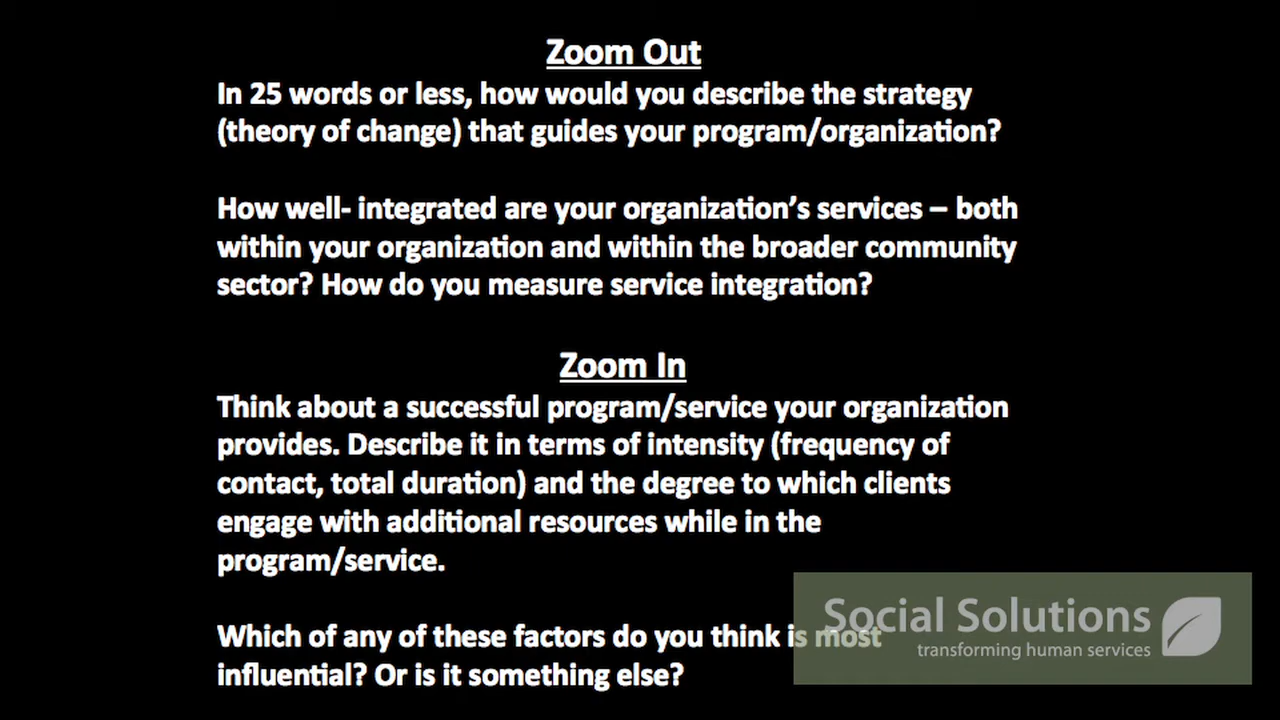 Zoom Out
In 25 words or less, how would you describe the strategy
(theory of change) that guides your program/organization?
How well- integrated are your organization’s services – both
within your organization and within the broader community
sector? How do you measure service integration?
Zoom In
Think about a successful program/service your organization
provides. Describe it in terms of intensity (frequency of
contact, total duration) and the degree to which clients
engage with additional resources while in the
program/service.
Which of any of these factors do you think is most
influential? Or is it something else?
Social Solutions
transforming human services